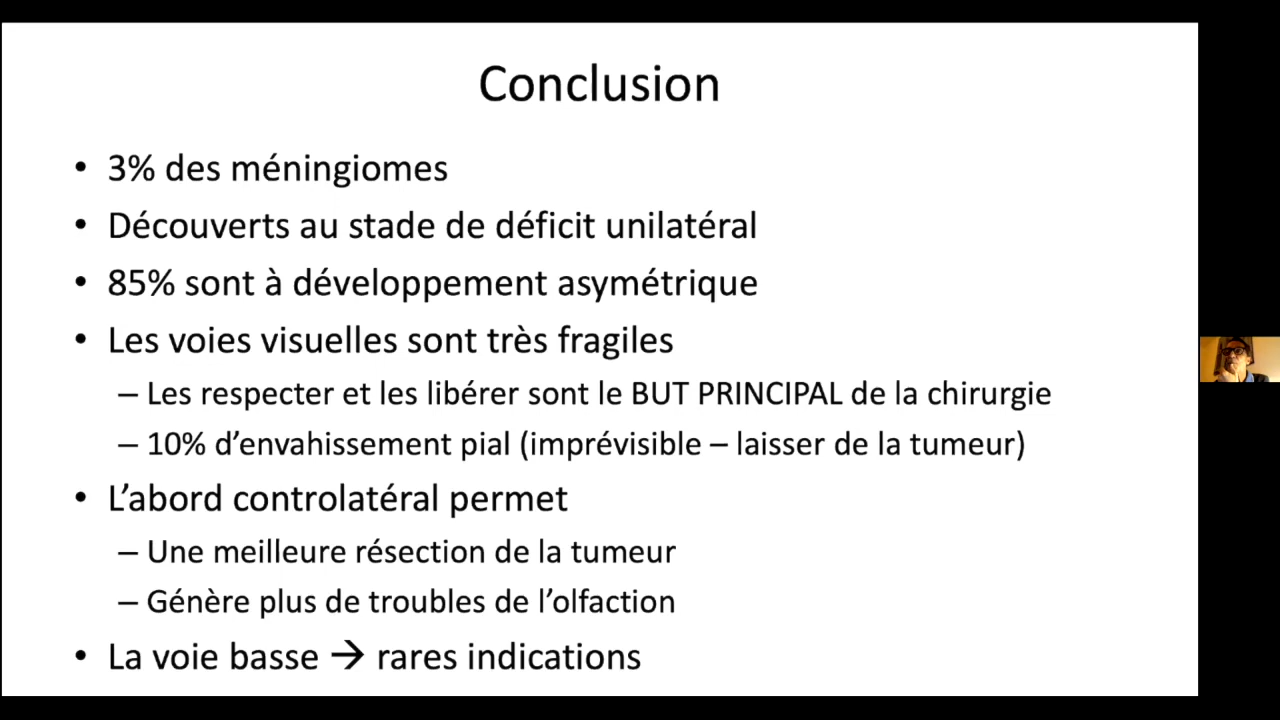 Conclusion
• 3% des méningiomes
• Découverts au stade de déficit unilatéral
• 85% sont à développement asymétrique
• Les voies visuelles sont très fragiles
– Les respecter et les libérer sont le BUT PRINCIPAL de la chirurgie
– 10% d’envahissement pial (imprévisible – laisser de la tumeur)
• L’abord controlatéral permet
– Une meilleure résection de la tumeur
– Génère plus de troubles de l’olfaction
• La voie basse → rares indications